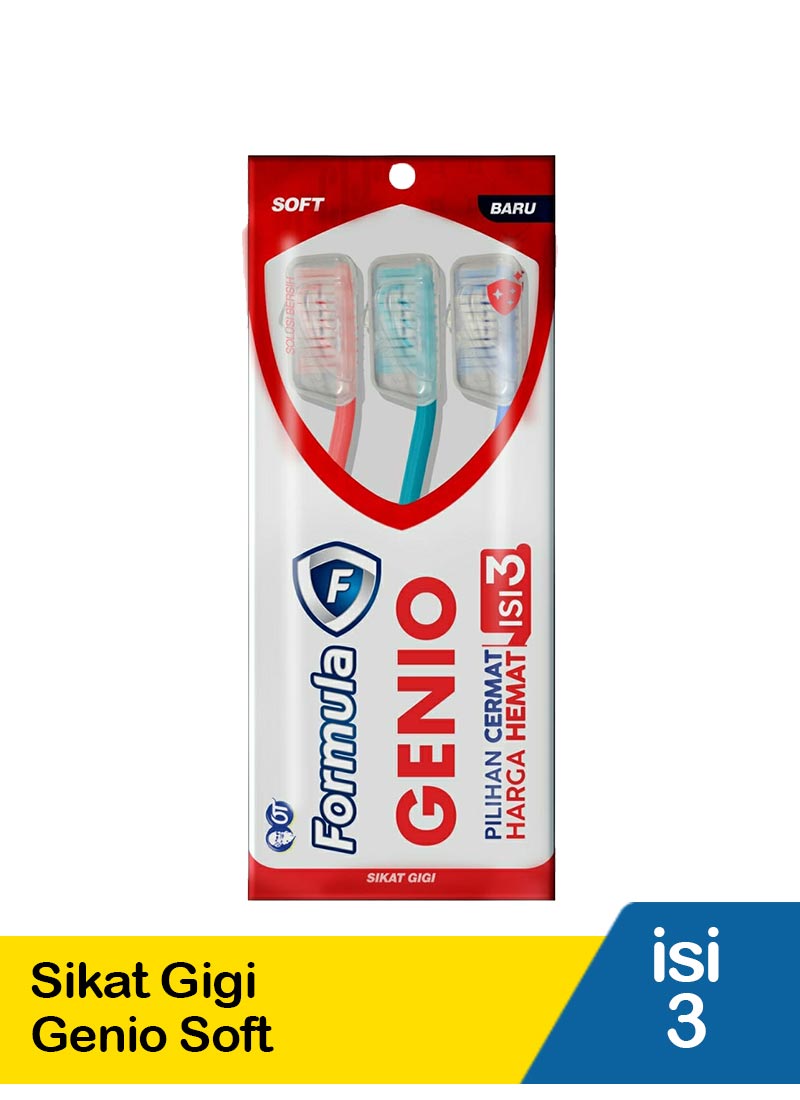 SOFT
BARU
SOLUSI BERSIH
Formula
F
GENIO
PILIHAN CERMAT
HARGA HEMAT
ISI 3
OT
SIKAT GIGI
Sikat Gigi
Genio Soft
isi
3